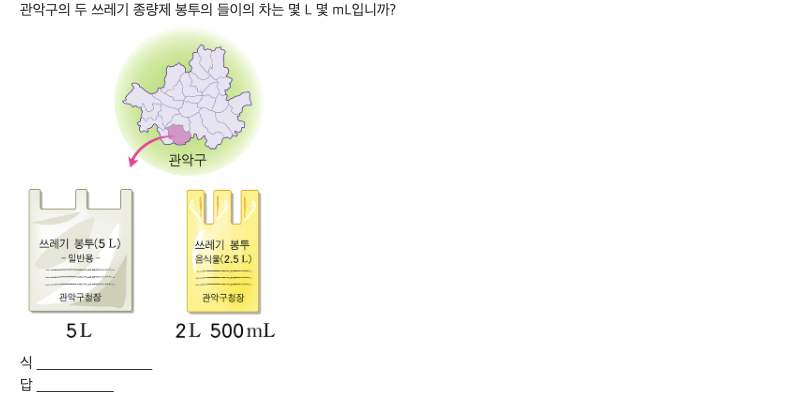 관악구의 두 쓰레기 종량제 봉투의 들이의 차는 몇 L 몇 mL입니까?
관악구
쓰레기 봉투(5 L)
-일반용-
관악구청장
쓰레기 봉투
음식물(2.5 L)
관악구청장
5 L
2 L 500 mL
식
답